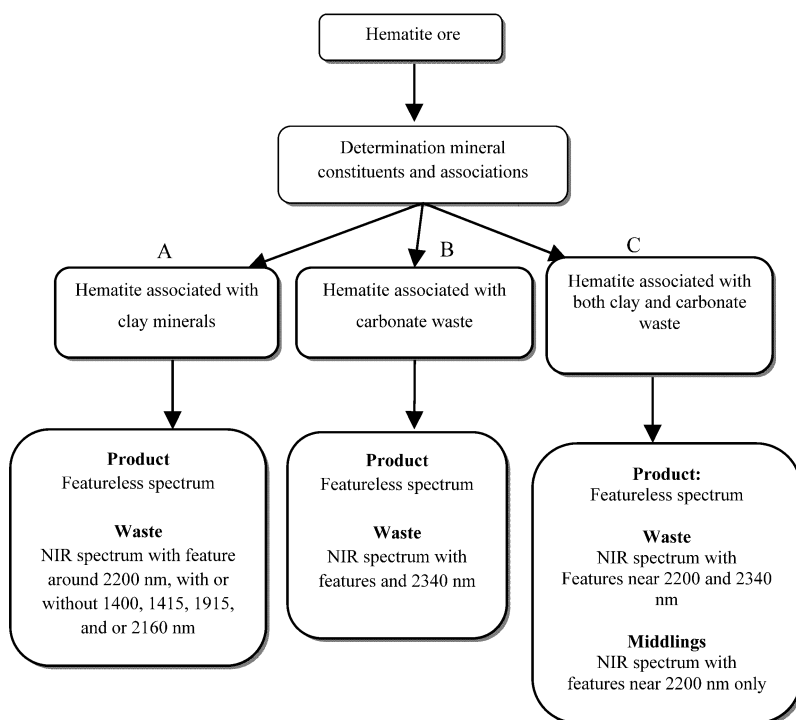 Hematite ore
Determination mineral
constituents and associations
A
B
C
Hematite associated with
clay minerals
Hematite associated with
carbonate waste
Hematite associated with
both clay and carbonate
waste
Product
Featureless spectrum
Waste
NIR spectrum with feature
around 2200 nm, with or
without 1400, 1415, 1915,
and or 2160 nm
Product
Featureless spectrum
Waste
NIR spectrum with
features and 2340 nm
Product:
Featureless spectrum
Waste
NIR spectrum with
Features near 2200 and 2340
nm
Middlings
NIR spectrum with
features near 2200 nm only